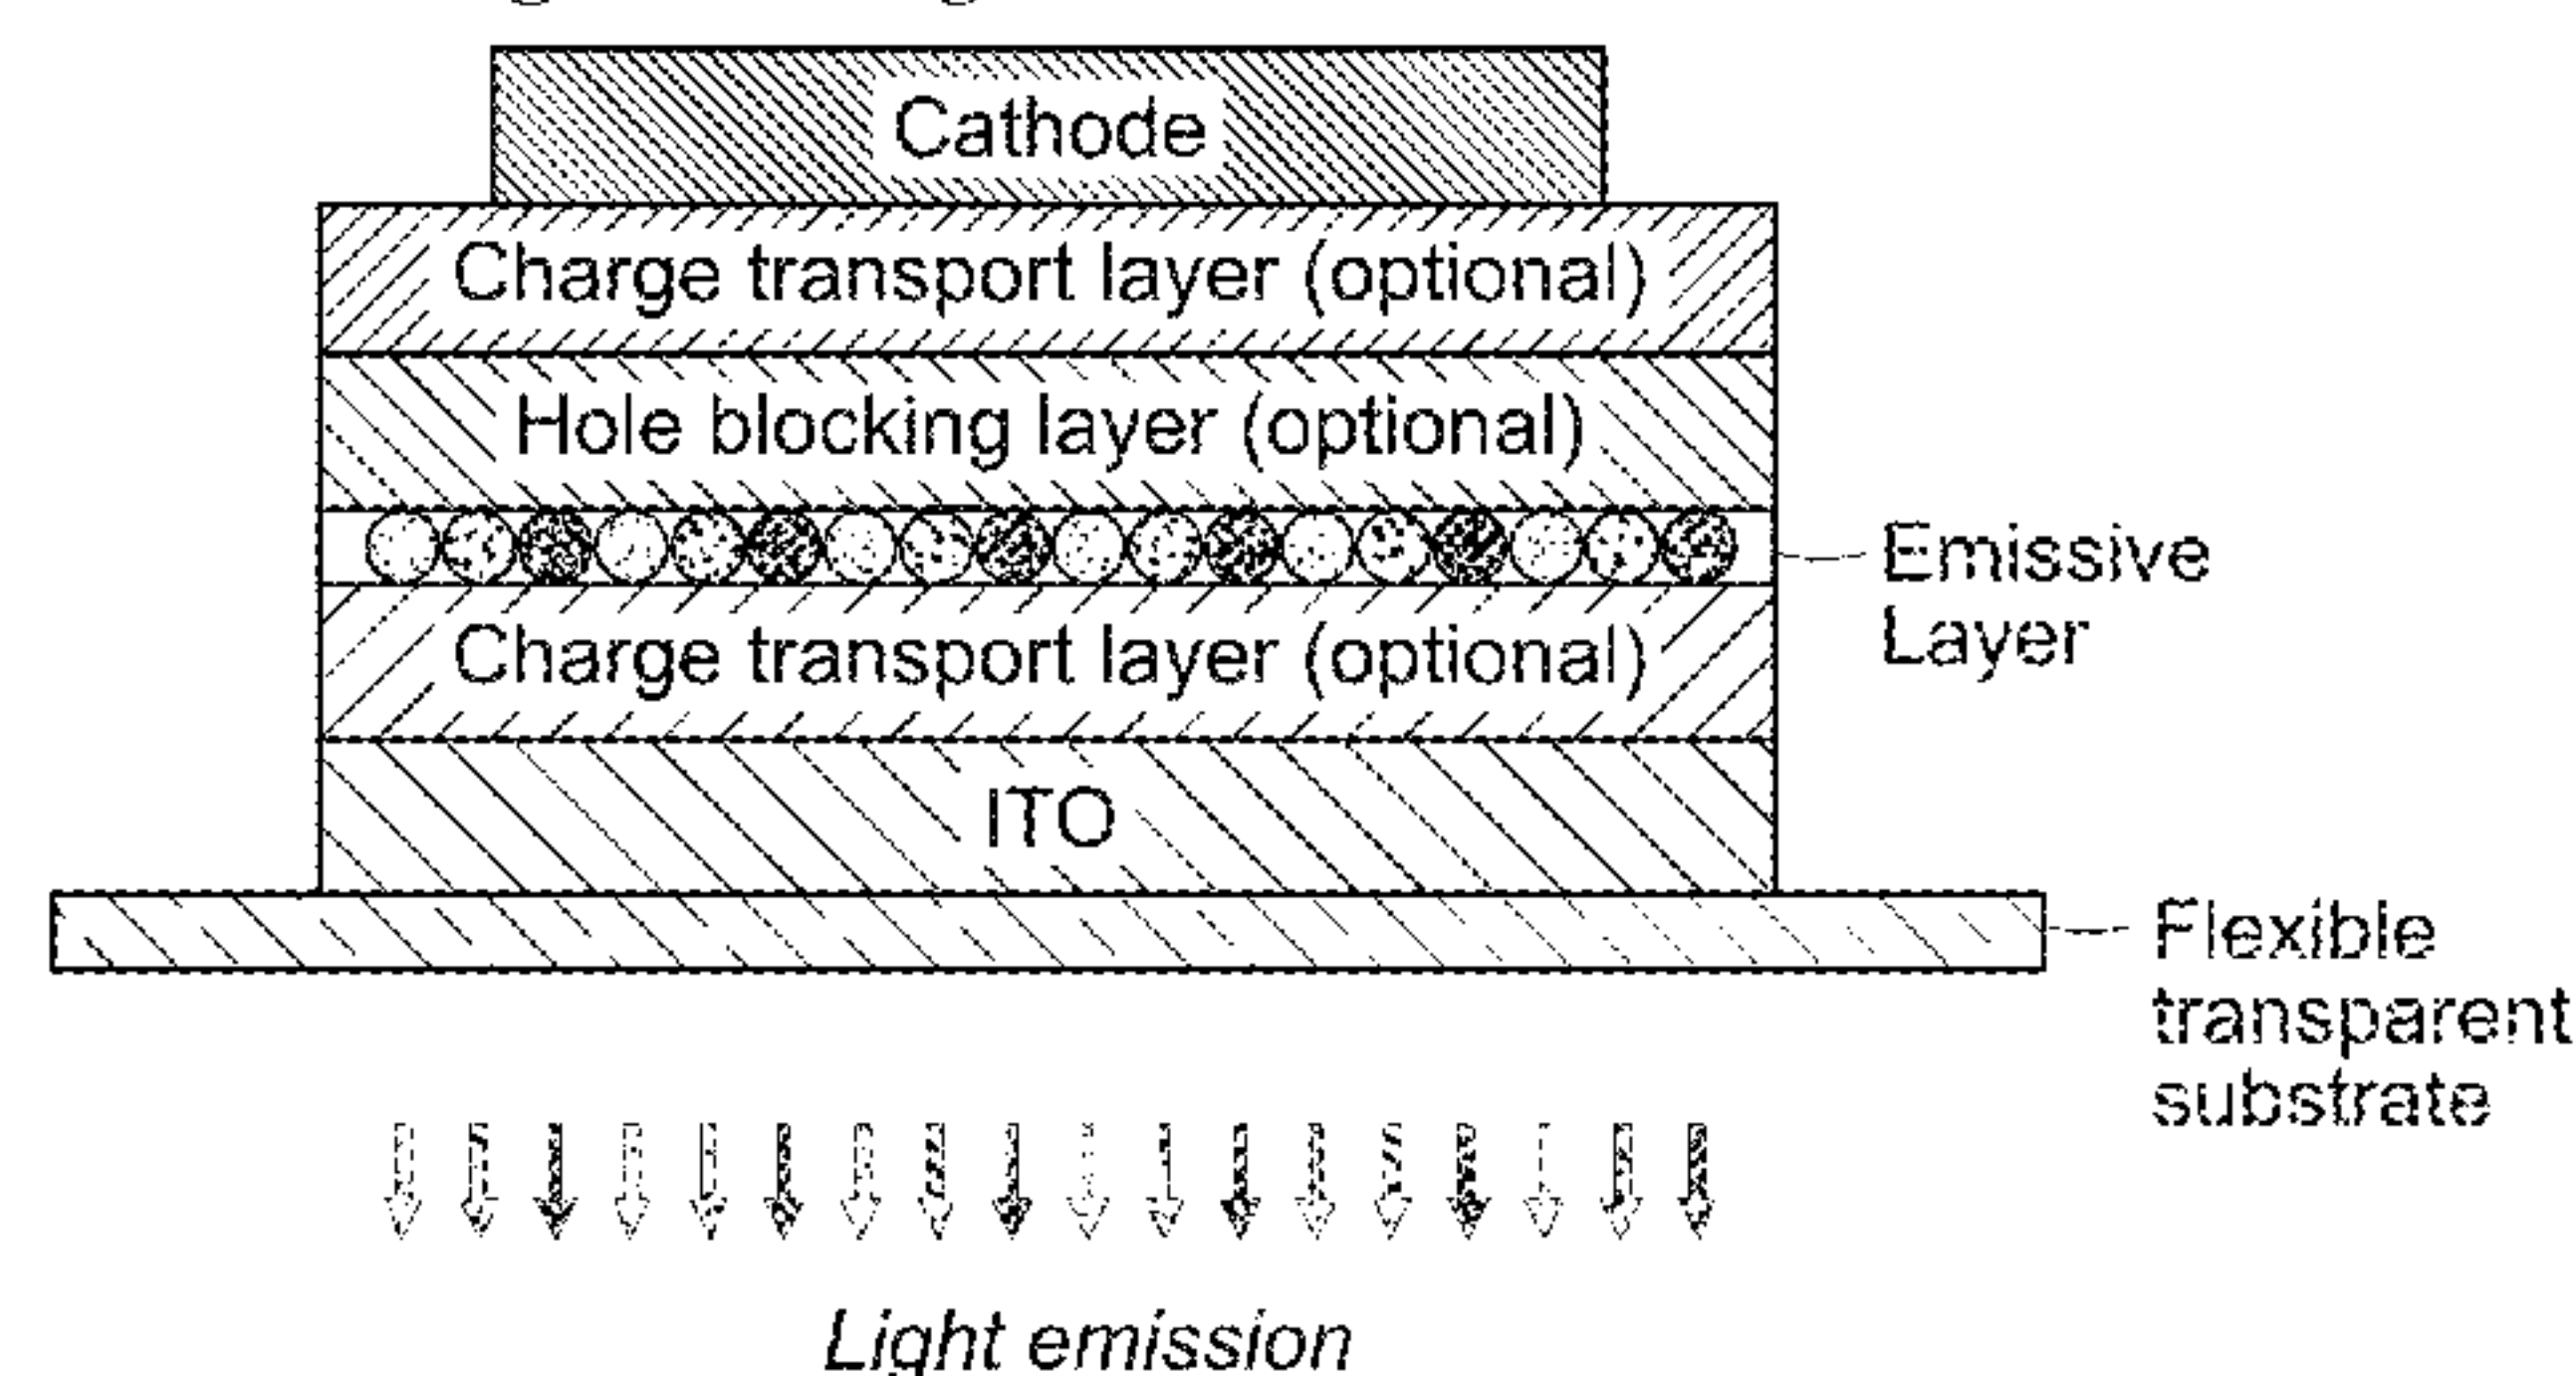 Cathode
Charge transport layer (optional)
Hole blocking layer (optional)
Emissive
Layer
Charge transport layer (optional)
ITO
Flexible
transparent
substrate
Light emission